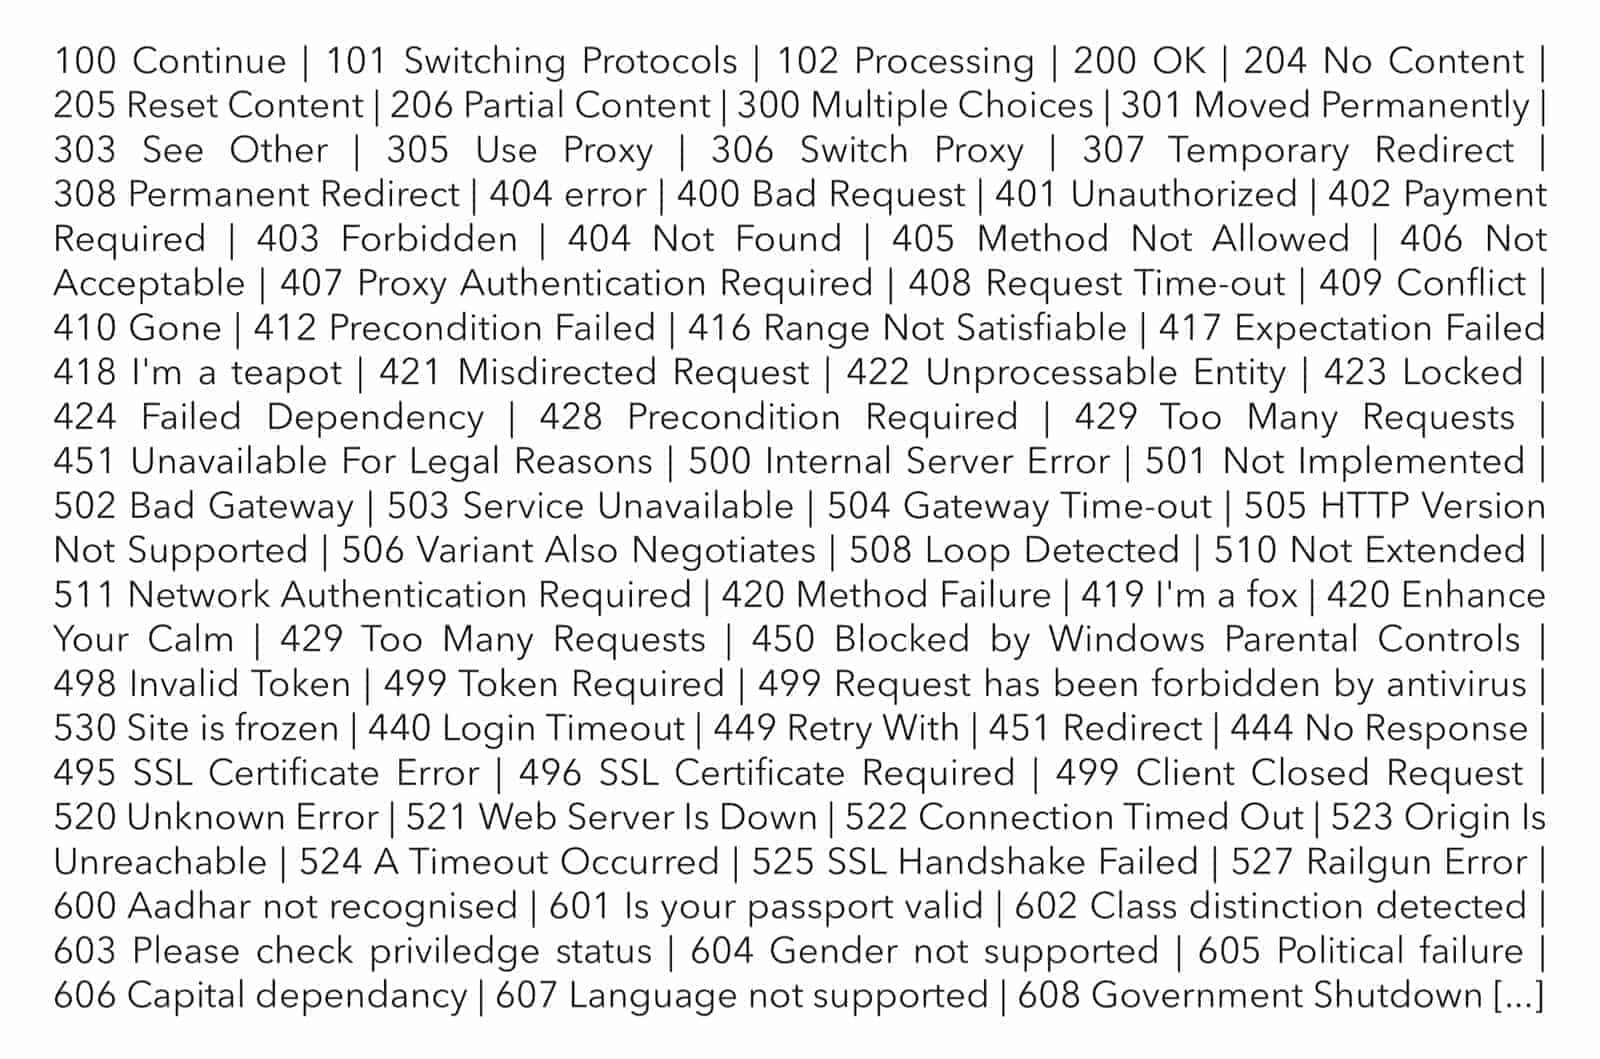 100 Continue | 101 Switching Protocols | 102 Processing | 200 OK | 204 No Content |
205 Reset Content | 206 Partial Content | 300 Multiple Choices | 301 Moved Permanently |
303 See Other | 305 Use Proxy | 306 Switch Proxy | 307 Temporary Redirect |
308 Permanent Redirect | 404 error | 400 Bad Request | 401 Unauthorized | 402 Payment
Required | 403 Forbidden | 404 Not Found | 405 Method Not Allowed | 406 Not
Acceptable | 407 Proxy Authentication Required | 408 Request Time-out | 409 Conflict |
410 Gone | 412 Precondition Failed | 416 Range Not Satisfiable | 417 Expectation Failed
418 I'm a teapot | 421 Misdirected Request | 422 Unprocessable Entity | 423 Locked |
424 Failed Dependency | 428 Precondition Required | 429 Too Many Requests |
451 Unavailable For Legal Reasons | 500 Internal Server Error | 501 Not Implemented |
502 Bad Gateway | 503 Service Unavailable | 504 Gateway Time-out | 505 HTTP Version
Not Supported | 506 Variant Also Negotiates | 508 Loop Detected | 510 Not Extended |
511 Network Authentication Required | 420 Method Failure | 419 I'm a fox | 420 Enhance
Your Calm | 429 Too Many Requests | 450 Blocked by Windows Parental Controls |
498 Invalid Token | 499 Token Required | 499 Request has been forbidden by antivirus |
530 Site is frozen | 440 Login Timeout | 449 Retry With | 451 Redirect | 444 No Response |
495 SSL Certificate Error | 496 SSL Certificate Required | 499 Client Closed Request |
520 Unknown Error | 521 Web Server Is Down | 522 Connection Timed Out | 523 Origin Is
Unreachable | 524 A Timeout Occurred | 525 SSL Handshake Failed | 527 Railgun Error |
600 Aadhar not recognised | 601 Is your passport valid | 602 Class distinction detected |
603 Please check priviledge status | 604 Gender not supported | 605 Political failure |
606 Capital dependancy | 607 Language not supported | 608 Government Shutdown [...]